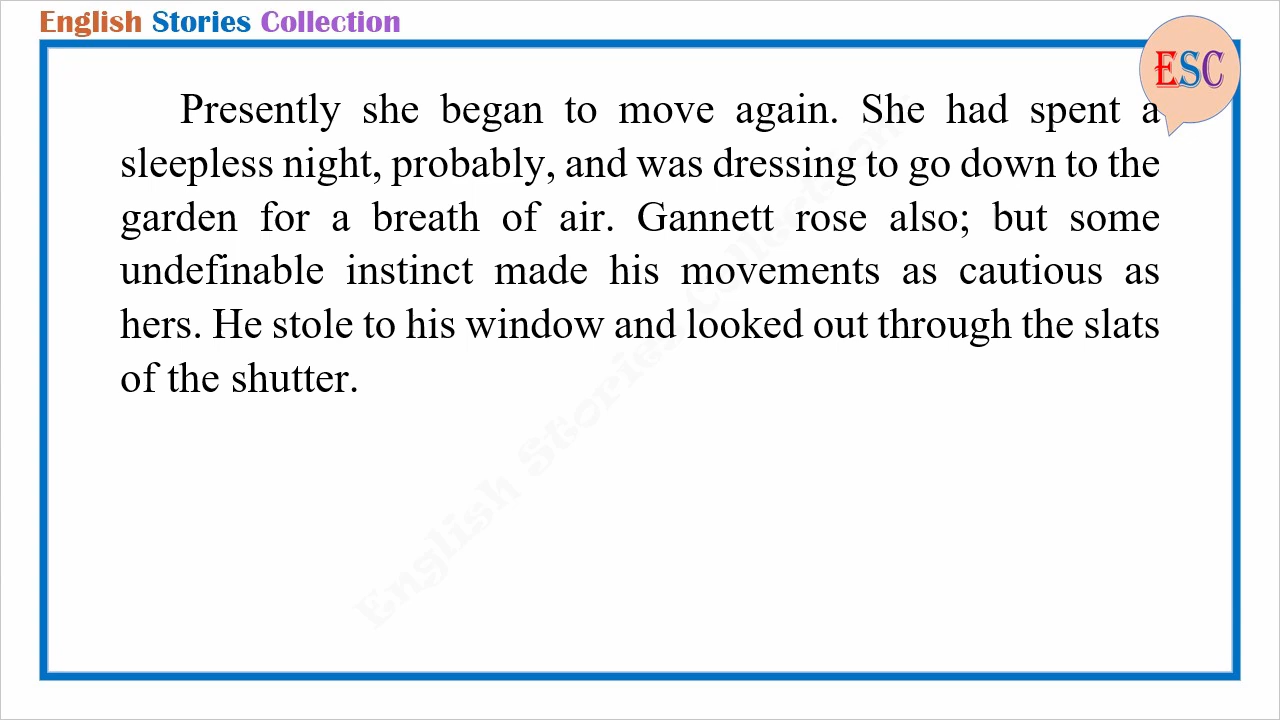 English Stories Collection
ESC
Presently she began to move again. She had spent a
sleepless night, probably, and was dressing to go down to the
garden for a breath of air. Gannett rose also; but some
undefinable instinct made his movements as cautious as
hers. He stole to his window and looked out through the slats
of the shutter.
English Stories Collection